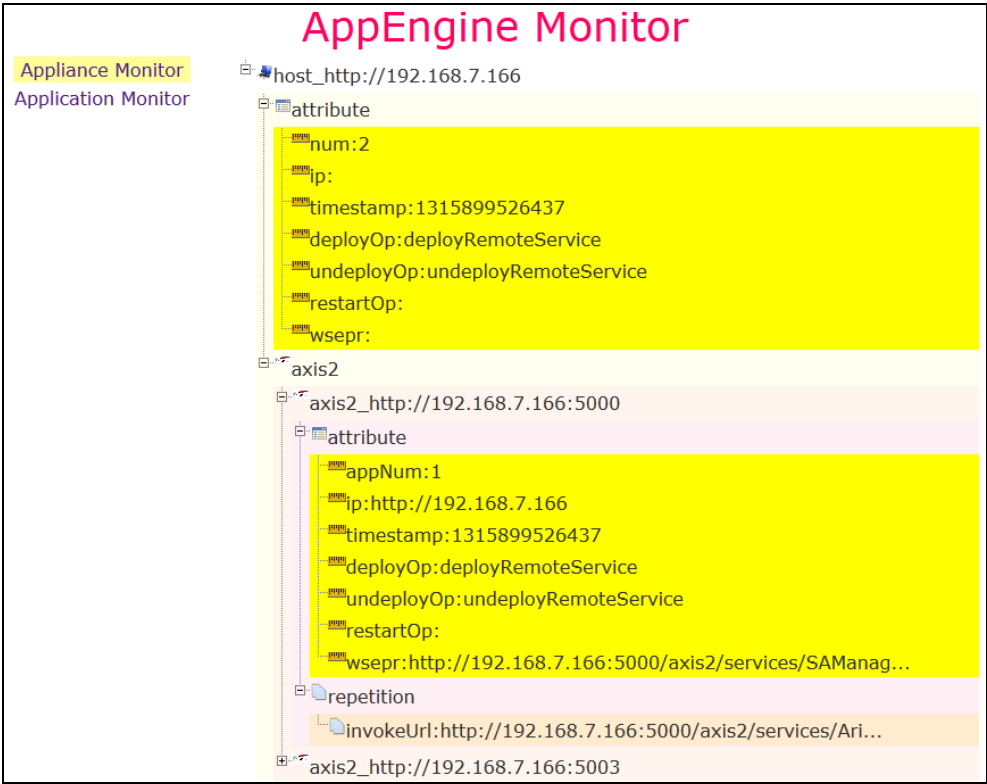 AppEngine Monitor
Appliance Monitor
Application Monitor
host_http://192.168.7.166
attribute
num:2
ip:
timestamp:1315899526437
deployOp:deployRemoteService
undeployOp:undeployRemoteService
restartOp:
wsepr:
axis2
axis2_http://192.168.7.166:5000
attribute
appNum:1
ip:http://192.168.7.166
timestamp:1315899526437
deployOp:deployRemoteService
undeployOp:undeployRemoteService
restartOp:
wsepr:http://192.168.7.166:5000/axis2/services/SAManag...
repetition
invokeUrl:http://192.168.7.166:5000/axis2/services/Ari...
axis2_http://192.168.7.166:5003